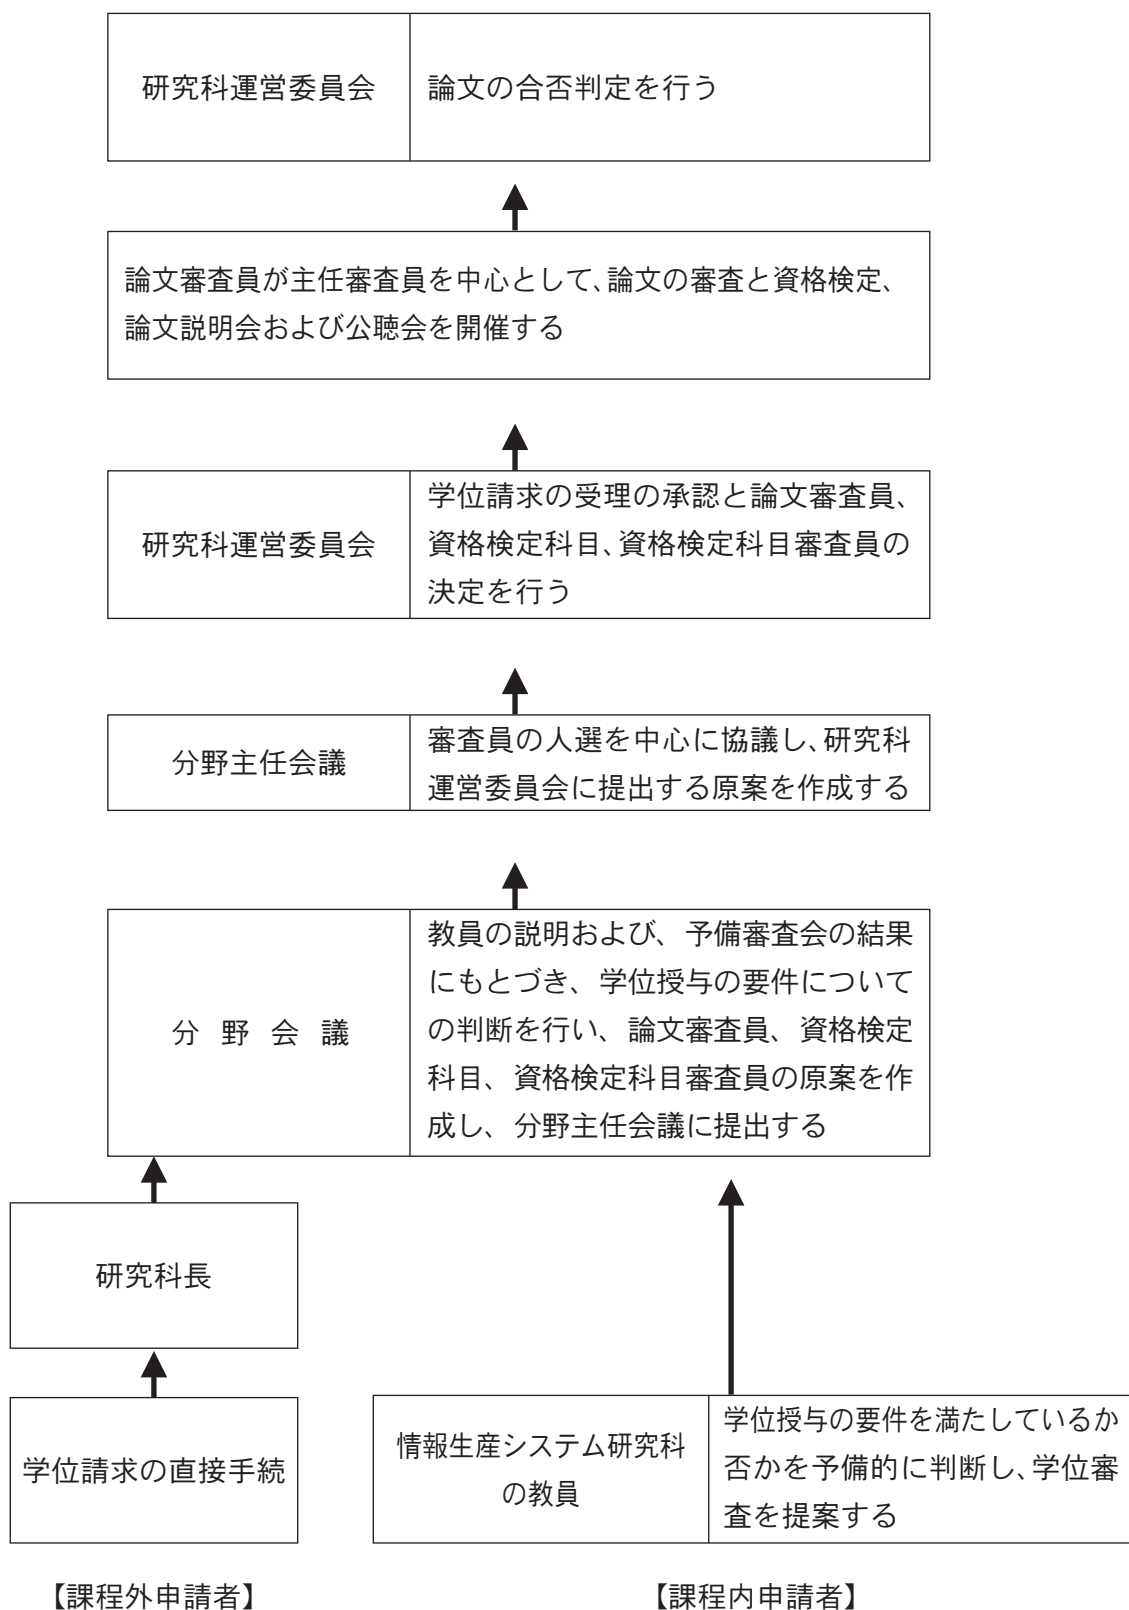 研究科運営委員会
論文の合否判定を行う
論文審査員が主任審査員を中心として、論文の審査と資格検定、
論文説明会および公聴会を開催する
研究科運営委員会
学位請求の受理の承認と論文審査員、
資格検定科目、資格検定科目審査員の
決定を行う
分野主任会議
審査員の人選を中心に協議し、研究科
運営委員会に提出する原案を作成する
分野会議
教員の説明および、予備審査会の結果
にもとづき、学位授与の要件について
の判断を行い、論文審査員、資格検定
科目、資格検定科目審査員の原案を作
成し、分野主任会議に提出する
研究科長
学位請求の直接手続
情報生産システム研究科
の教員
学位授与の要件を満たしているか
否かを予備的に判断し、学位審
査を提案する
【課程外申請者】
【課程内申請者】